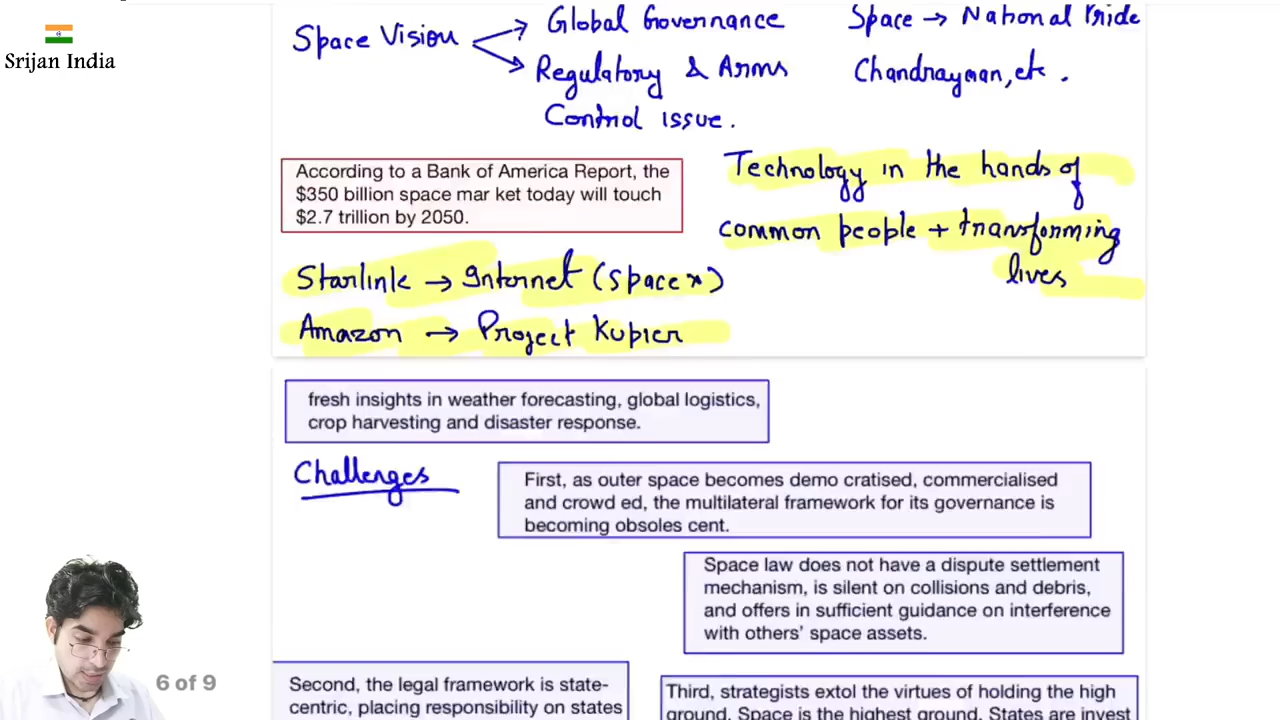 Srijan India
Space Vision
Global Governance
Regulatory & Arms
Control issue.
Space → National Pride
Chandrayaan, etc.
According to a Bank of America Report, the
$350 billion space mar ket today will touch
$2.7 trillion by 2050.
Technology in the hands of
common people + transforming
lives
Starlink → Internet (Space x)
Amazon → Project Kupier
fresh insights in weather forecasting, global logistics,
crop harvesting and disaster response.
Challenges
First, as outer space becomes demo cratised, commercialised
and crowd ed, the multilateral framework for its governance is
becoming obsoles cent.
Space law does not have a dispute settlement
mechanism, is silent on collisions and debris,
and offers in sufficient guidance on interference
with others' space assets.
Second, the legal framework is state-
centric, placing responsibility on states
Third, strategists extol the virtues of holding the high
ground. Space is the highest ground. States are invest
6 of 9